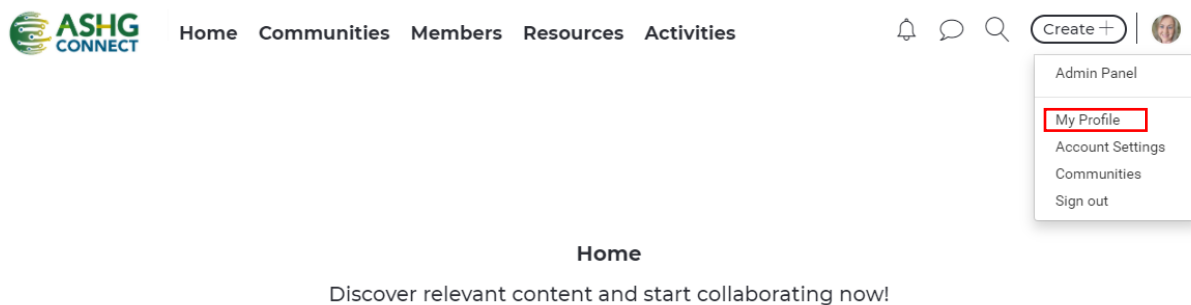 ASHG
CONNECT
Home Communities Members Resources Activities
Create +
Admin Panel
My Profile
Account Settings
Communities
Sign out
Home
Discover relevant content and start collaborating now!